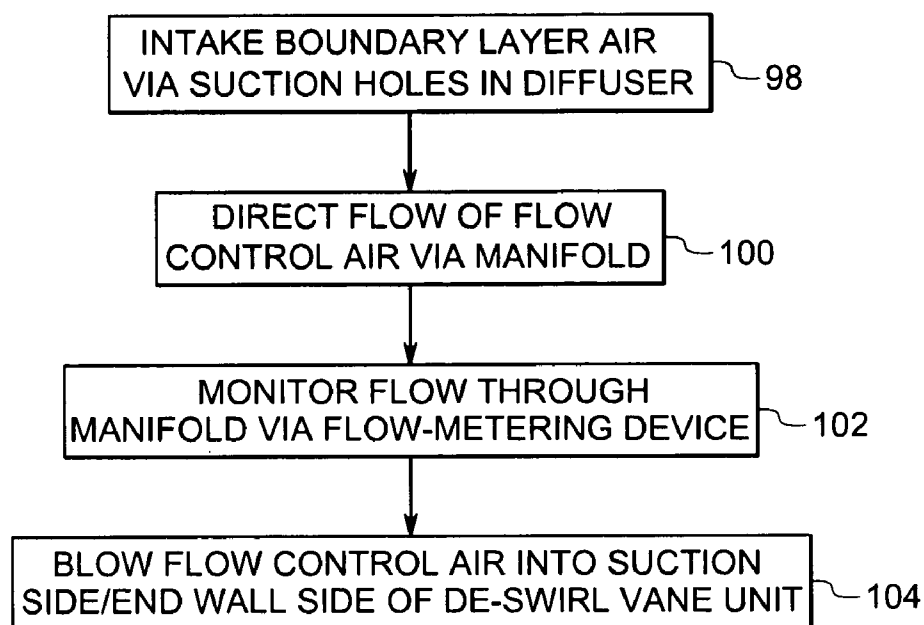 INTAKE BOUNDARY LAYER AIR
VIA SUCTION HOLES IN DIFFUSER
98
DIRECT FLOW OF FLOW
CONTROL AIR VIA MANIFOLD
100
MONITOR FLOW THROUGH
MANIFOLD VIA FLOW-METERING DEVICE
102
BLOW FLOW CONTROL AIR INTO SUCTION
SIDE/END WALL SIDE OF DE-SWIRL VANE UNIT
104